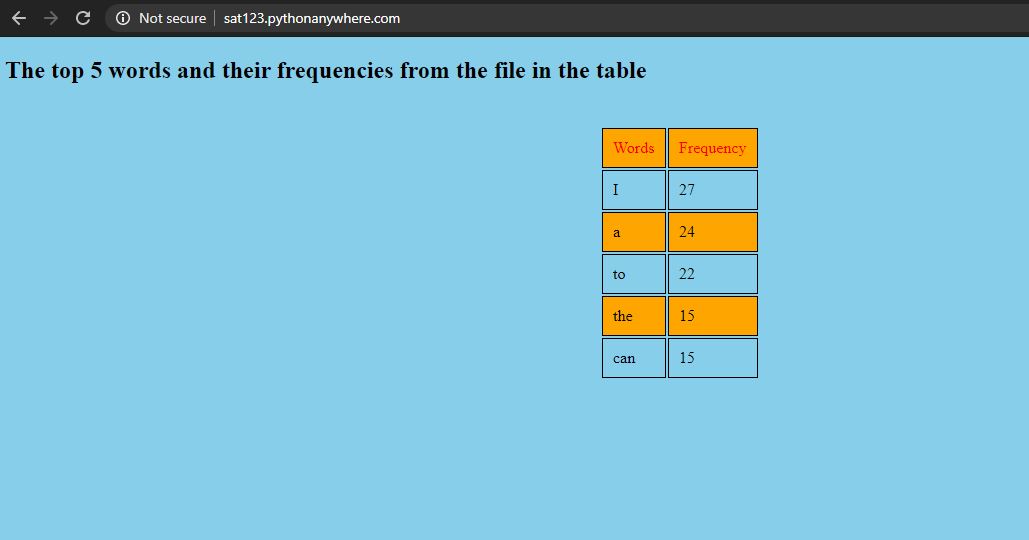 Not secure | sat123.pythonanywhere.com
The top 5 words and their frequencies from the file in the table
Words Frequency
I 27
a 24
to 22
the 15
can 15